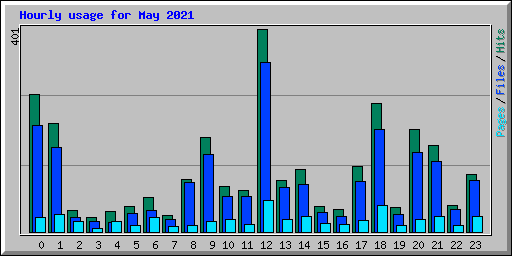 Hourly usage for May 2021
401
Pages/Files/Hits
0 1 2 3 4 5 6 7 8 9 10 11 12 13 14 15 16 17 18 19 20 21 22 23